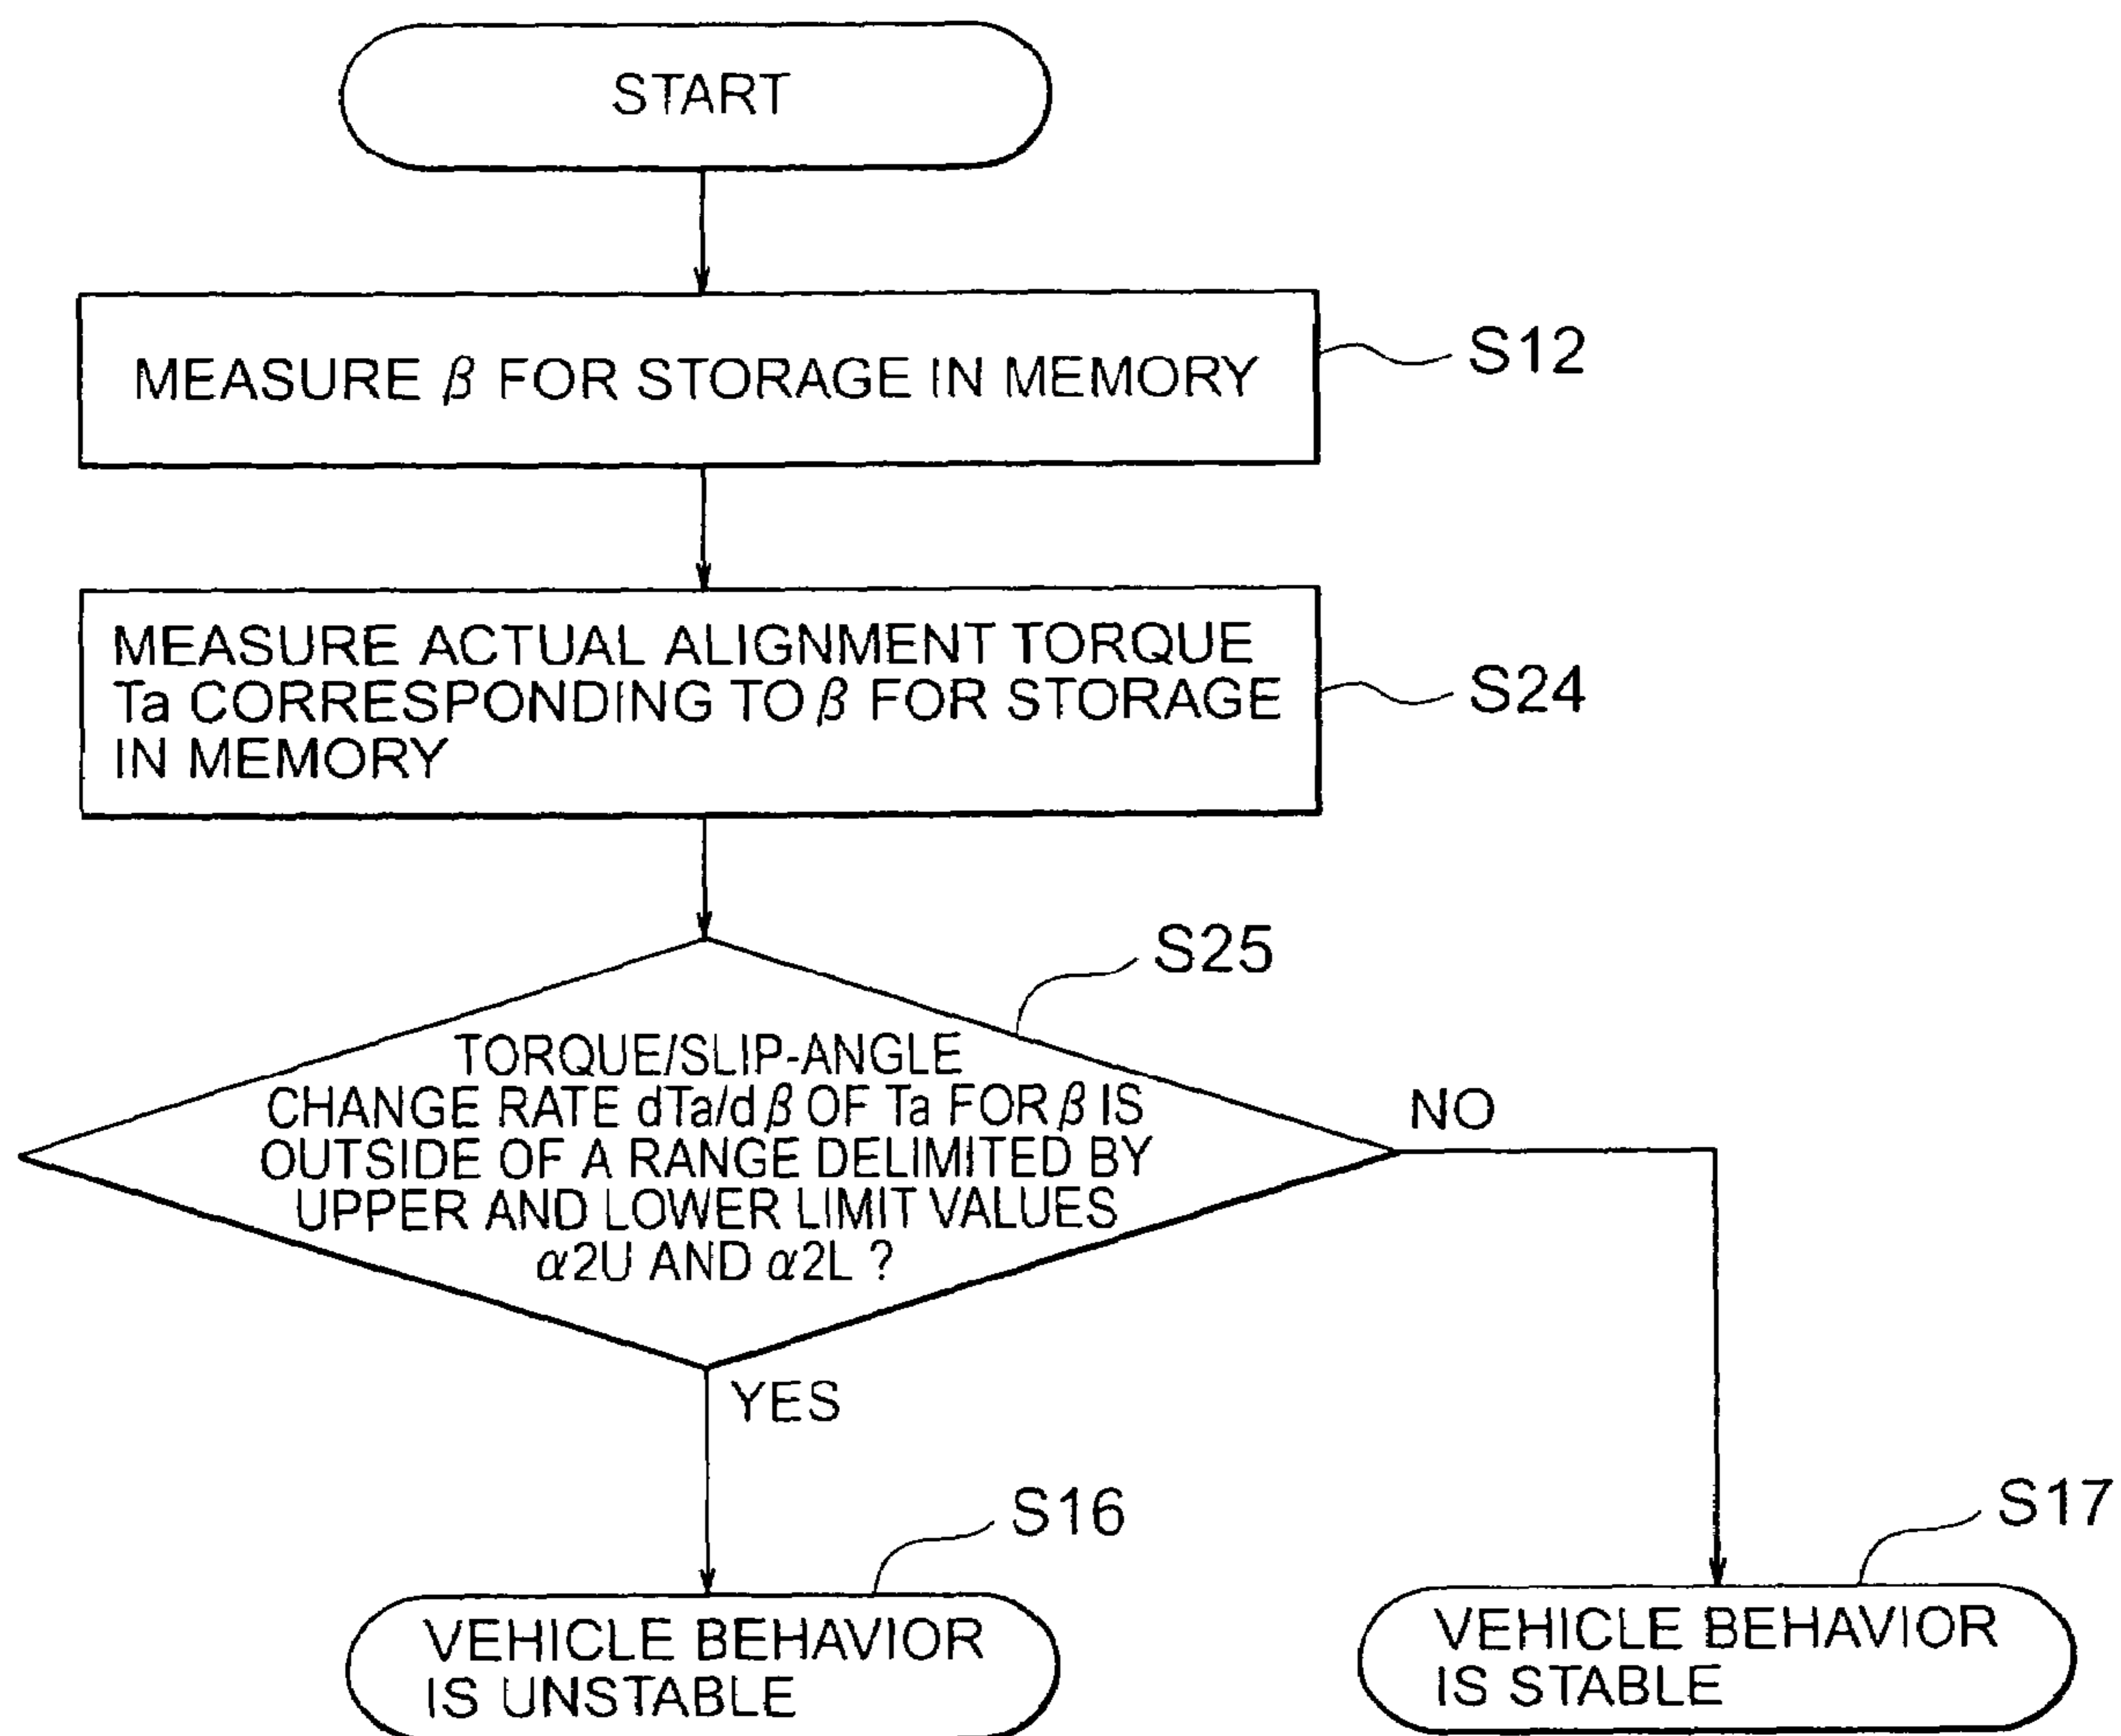 START
MEASURE β FOR STORAGE IN MEMORY
S12
MEASURE ACTUAL ALIGNMENT TORQUE
Ta CORRESPONDING TO β FOR STORAGE
IN MEMORY
S24
S25
TORQUE/SLIP-ANGLE
CHANGE RATE dTa/dβ OF Ta FOR β IS
OUTSIDE OF A RANGE DELIMITED BY
UPPER AND LOWER LIMIT VALUES
α2U AND α2L ?
NO
YES
S16
VEHICLE BEHAVIOR
IS UNSTABLE
S17
VEHICLE BEHAVIOR
IS STABLE